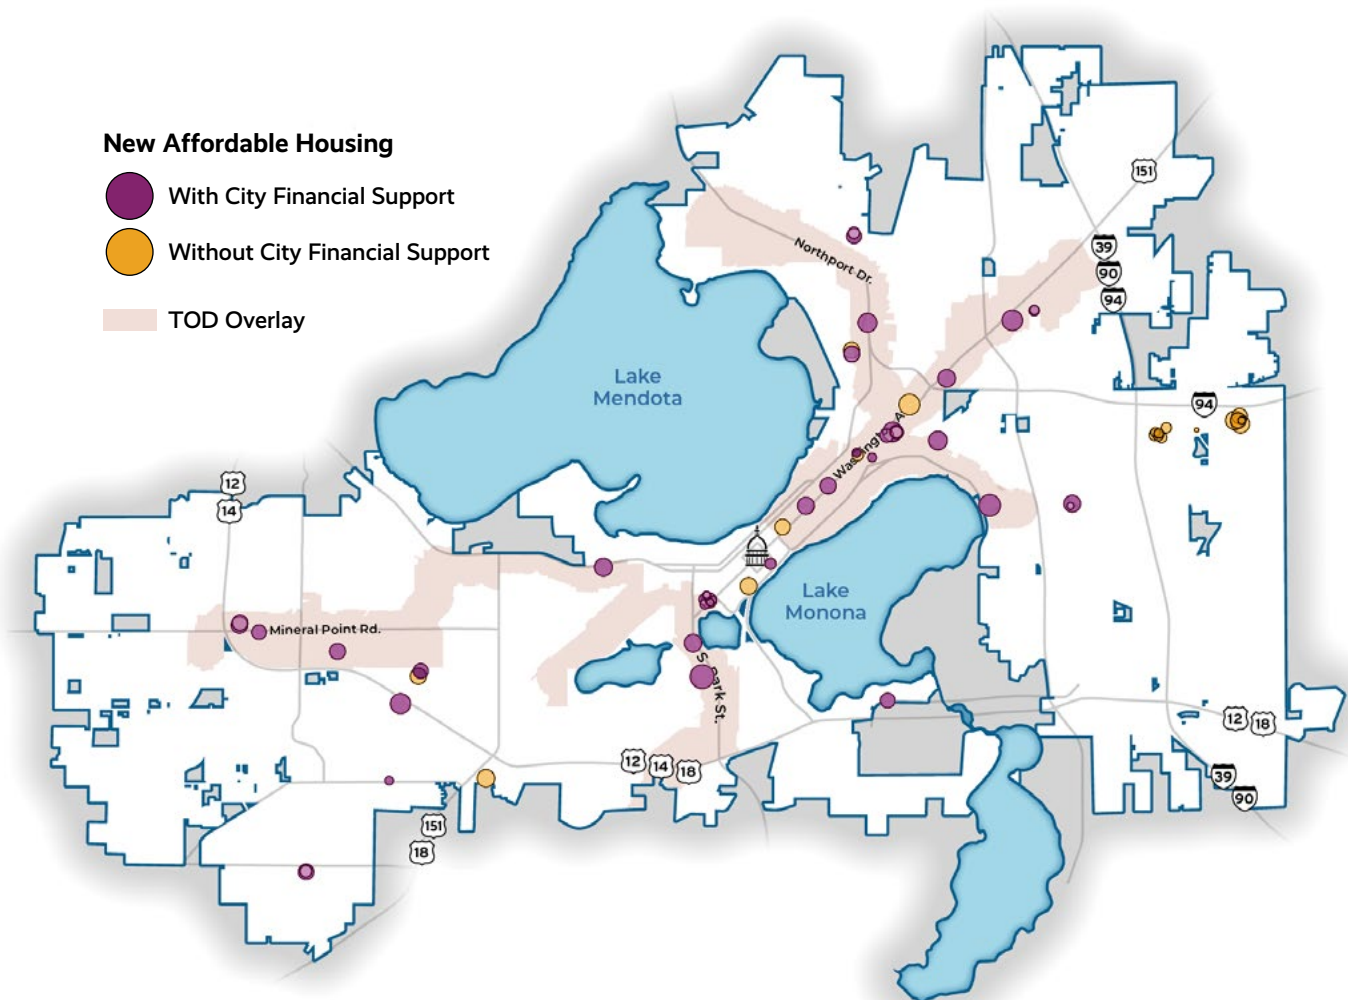 New Affordable Housing
With City Financial Support
Without City Financial Support
TOD Overlay
151
39
90
94
Northport Dr.
Lake
Mendota
94
Washington A
12
14
Lake
Monona
Mineral Point Rd.
S. Park St.
12
14
18
12
18
39
90
151
18